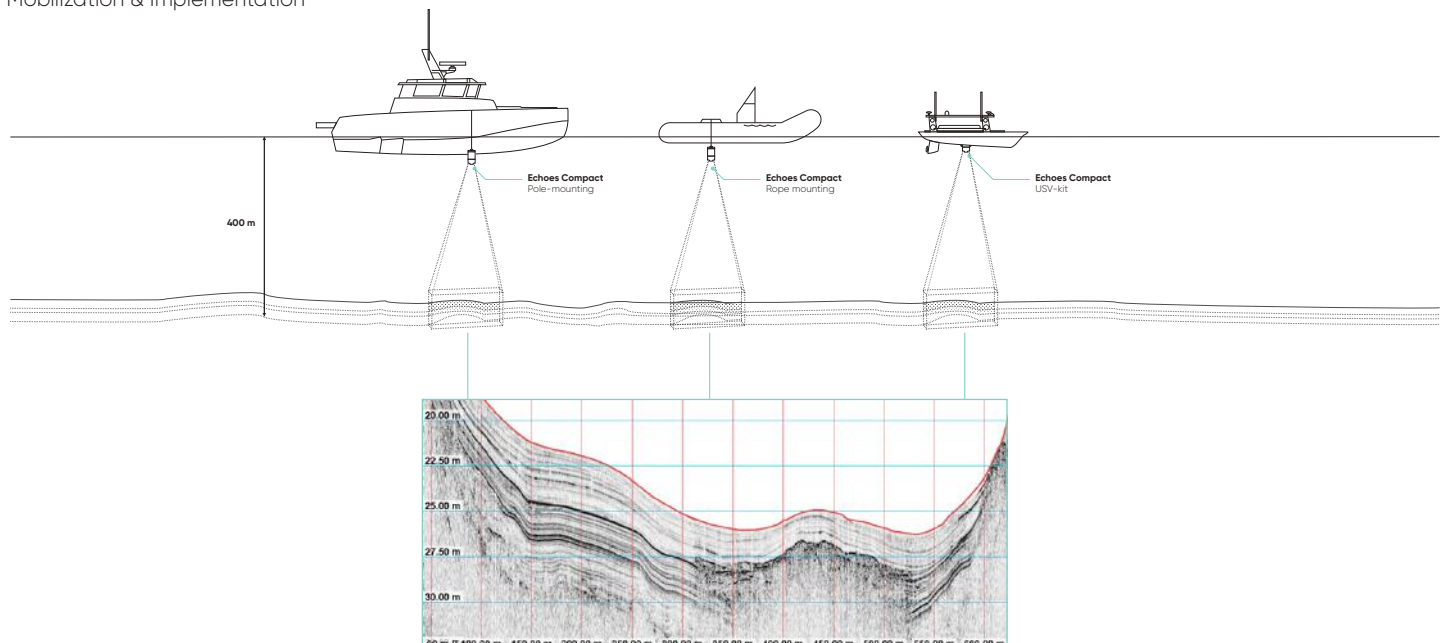 Mobilization & Implementation
Echoes Compact
Pole-mounting
Echoes Compact
Rope mounting
Echoes Compact
USV-kit
400 m
20.00 m
22.50 m
25.00 m
27.50 m
30.00 m